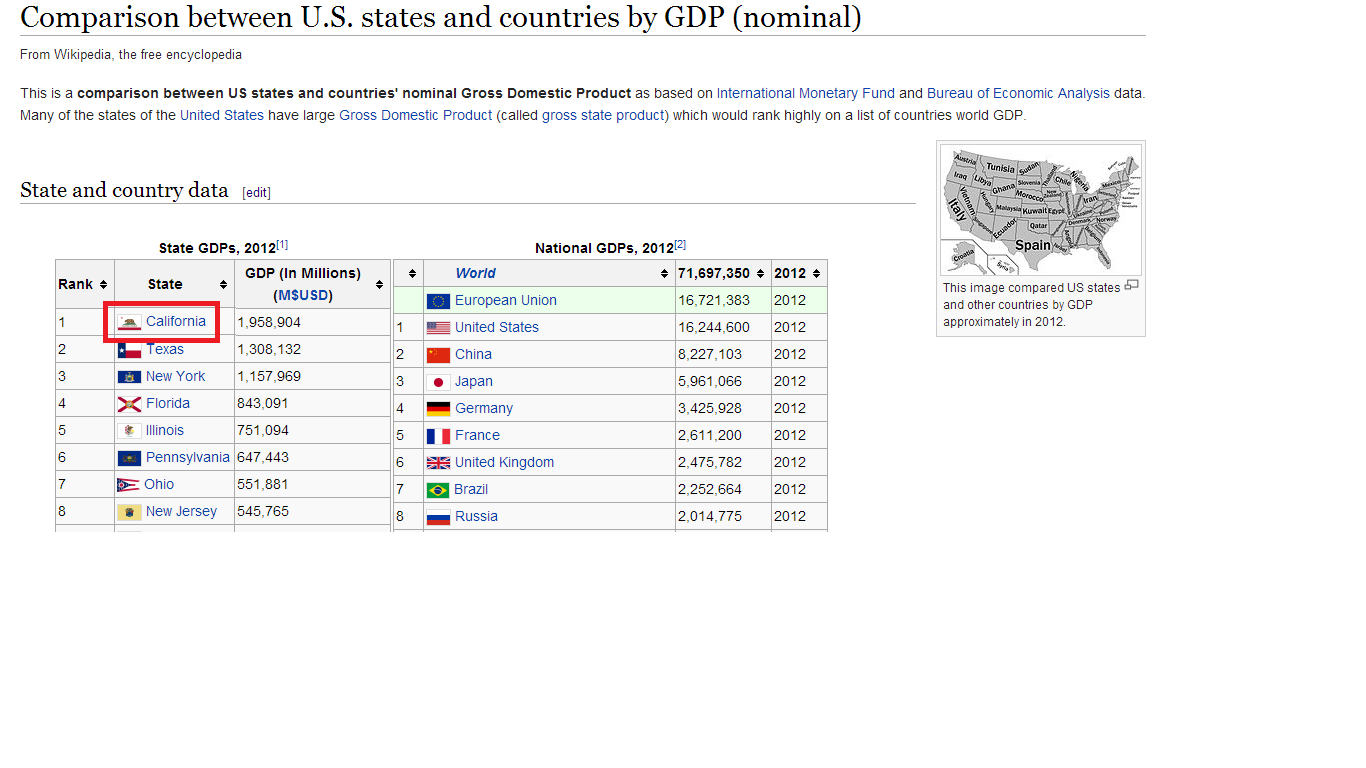 Comparison between U.S. states and countries by GDP (nominal)
From Wikipedia, the free encyclopedia
This is a comparison between US states and countries' nominal Gross Domestic Product as based on International Monetary Fund and Bureau of Economic Analysis data.
Many of the states of the United States have large Gross Domestic Product (called gross state product) which would rank highly on a list of countries world GDP.
State and country data [edit]
State GDPs, 2012[1]
Rank State GDP (In Millions) (M$USD)
1 California 1,958,904
2 Texas 1,308,132
3 New York 1,157,969
4 Florida 843,091
5 Illinois 751,094
6 Pennsylvania 647,443
7 Ohio 551,881
8 New Jersey 545,765
National GDPs, 2012[2]
World 71,697,350 2012
European Union 16,721,383 2012
1 United States 16,244,600 2012
2 China 8,227,103 2012
3 Japan 5,961,066 2012
4 Germany 3,425,928 2012
5 France 2,611,200 2012
6 United Kingdom 2,475,782 2012
7 Brazil 2,252,664 2012
8 Russia 2,014,775 2012
Austria
Tunisia
Sudan
Iraq
Libya
Ghana
Slovenia
Chile
Nigeria
Mexico
Vietnam
Hungary
Morocco
New Zealand
Iran
Italy
Malaysia
Kuwait
Egypt
Ukraine
Singapore
Ecuador
Qatar
Denmark
Norway
Spain
Angola
Belgium
Croatia
Syria
This image compared US states
and other countries by GDP
approximately in 2012.